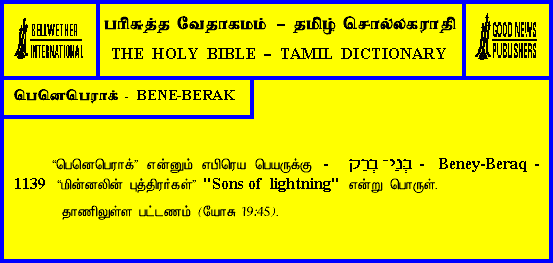 BELLWETHER
INTERNATIONAL
பரிசுத்த வேதாகமம் – தமிழ் சொல்லகராதி
THE HOLY BIBLE – TAMIL DICTIONARY
GOOD NEWS
PUBLISHERS
பெனெபெராக் - BENE-BERAK
“பெனெபெராக்” என்னும் எபிரெய பெயருக்கு - בְּנֵי־בְרַק - Beney-Beraq -
1139 “மின்னலின் புத்திரர்கள்” "Sons of lightning" என்று பொருள்.
தாணிலுள்ள பட்டணம் (யோசு 19:45).